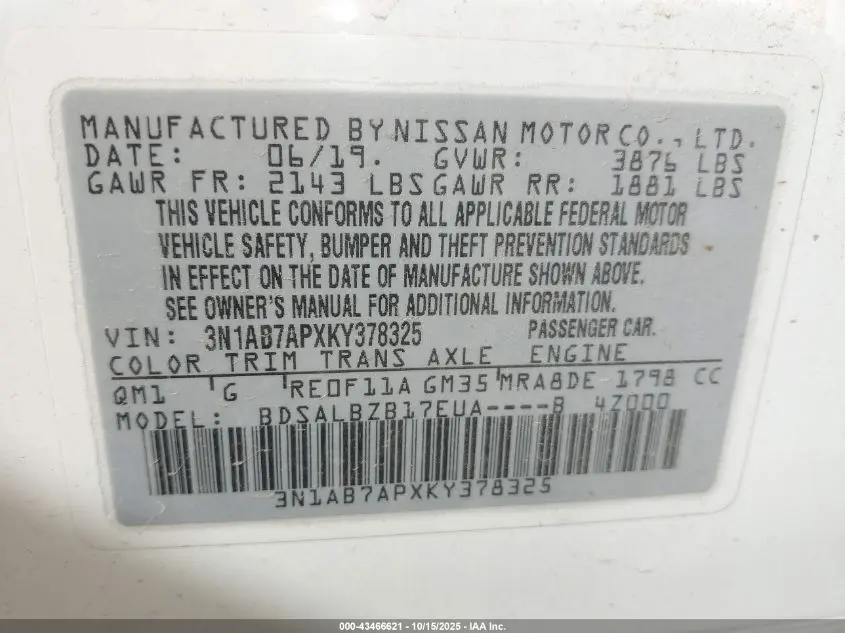 MANUFACTURED BY NISSAN MOTOR CO., LTD.
DATE: 06/19. GVWR: 3876 LBS
GAWR FR: 2143 LBS GAWR RR: 1881 LBS
THIS VEHICLE CONFORMS TO ALL APPLICABLE FEDERAL MOTOR
VEHICLE SAFETY, BUMPER AND THEFT PREVENTION STANDARDS
IN EFFECT ON THE DATE OF MANUFACTURE SHOWN ABOVE.
SEE OWNER'S MANUAL FOR ADDITIONAL INFORMATION.
VIN: 3N1AB7APXKY378325 PASSENGER CAR.
COLOR TRIM TRANS AXLE ENGINE
QM1 G RE0F11A GM35 MRA8DE 1798 CC
MODEL: BDSALBZB17EUA----B 4Z000
3N1AB7APXKY378325
000-43466621 - 10/15/2025 - IAA Inc.